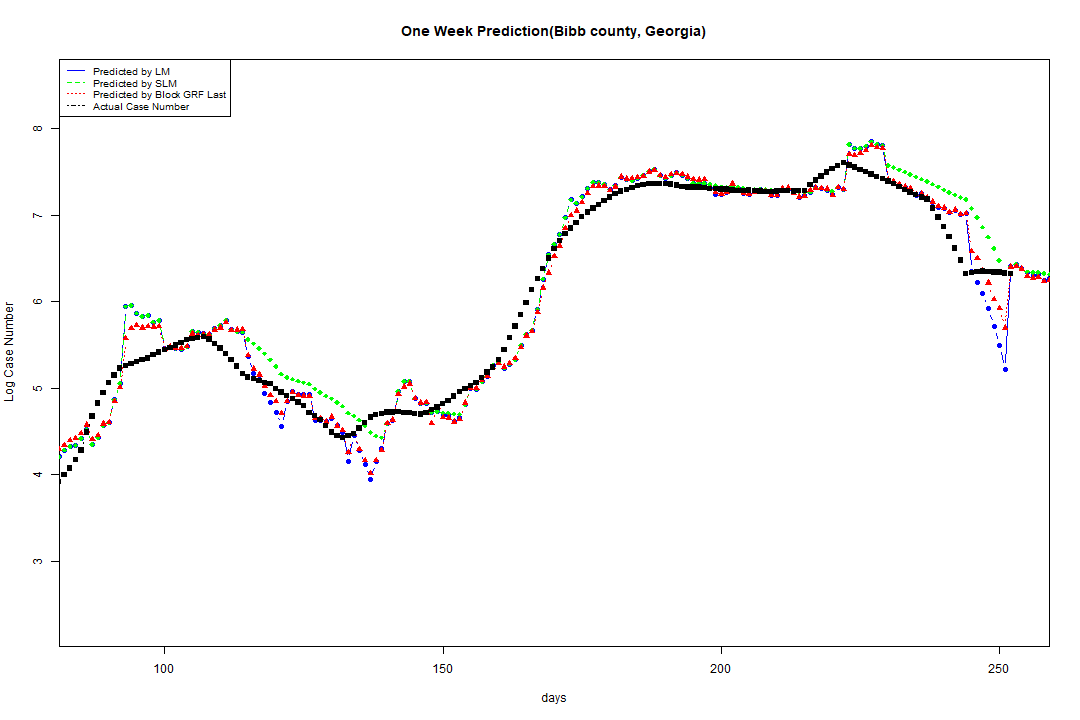 One Week Prediction(Bibb county, Georgia)
Predicted by LM
Predicted by SLM
Predicted by Block GRF Last
Actual Case Number
Log Case Number
8
7
6
5
4
3
100 150 200 250
days